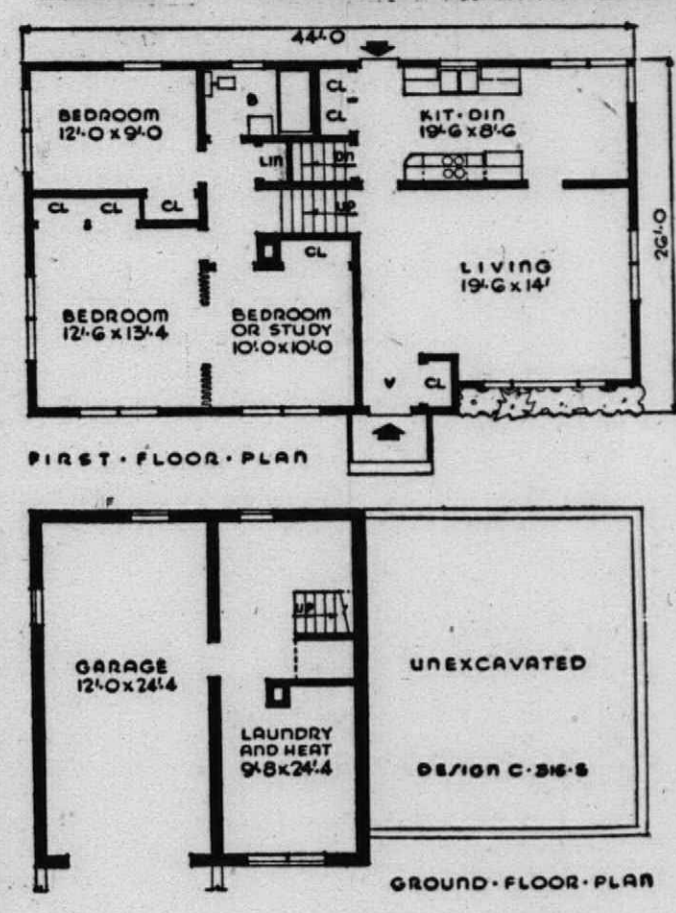 44'-0
BEDROOM
12'-0 x 9'-0
B
CL
CL
KIT-DIN
19'-6 x 8'-6
LIN
DN
CL
CL
CL
UP
CL
26'-0
LIVING
19'-6 x 14'
BEDROOM
12'-6 x 13'-4
BEDROOM
OR STUDY
10'-0 x 10'-0
V
CL
FIRST · FLOOR · PLAN
UP
GARAGE
12'-0 x 24'-4
UNEXCAVATED
LAUNDRY
AND HEAT
9'-8 x 24'-4
DESIGN C-316-S
GROUND · FLOOR · PLAN